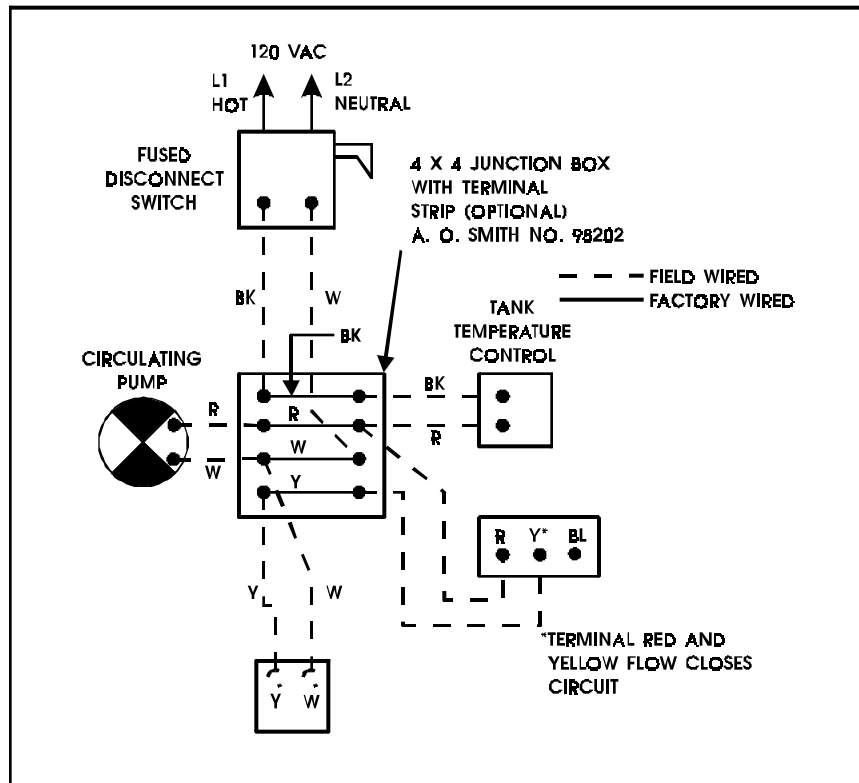 120 VAC
L1
HOT
L2
NEUTRAL
FUSED
DISCONNECT
SWITCH
4 X 4 JUNCTION BOX
WITH TERMINAL
STRIP (OPTIONAL)
A. O. SMITH NO. 98202
FIELD WIRED
FACTORY WIRED
BK
W
BK
TANK
TEMPERATURE
CONTROL
CIRCULATING
PUMP
BK
R
R
R
W
W
Y
R Y* BL
Y
W
*TERMINAL RED AND
YELLOW FLOW CLOSES
CIRCUIT
* *
Y W